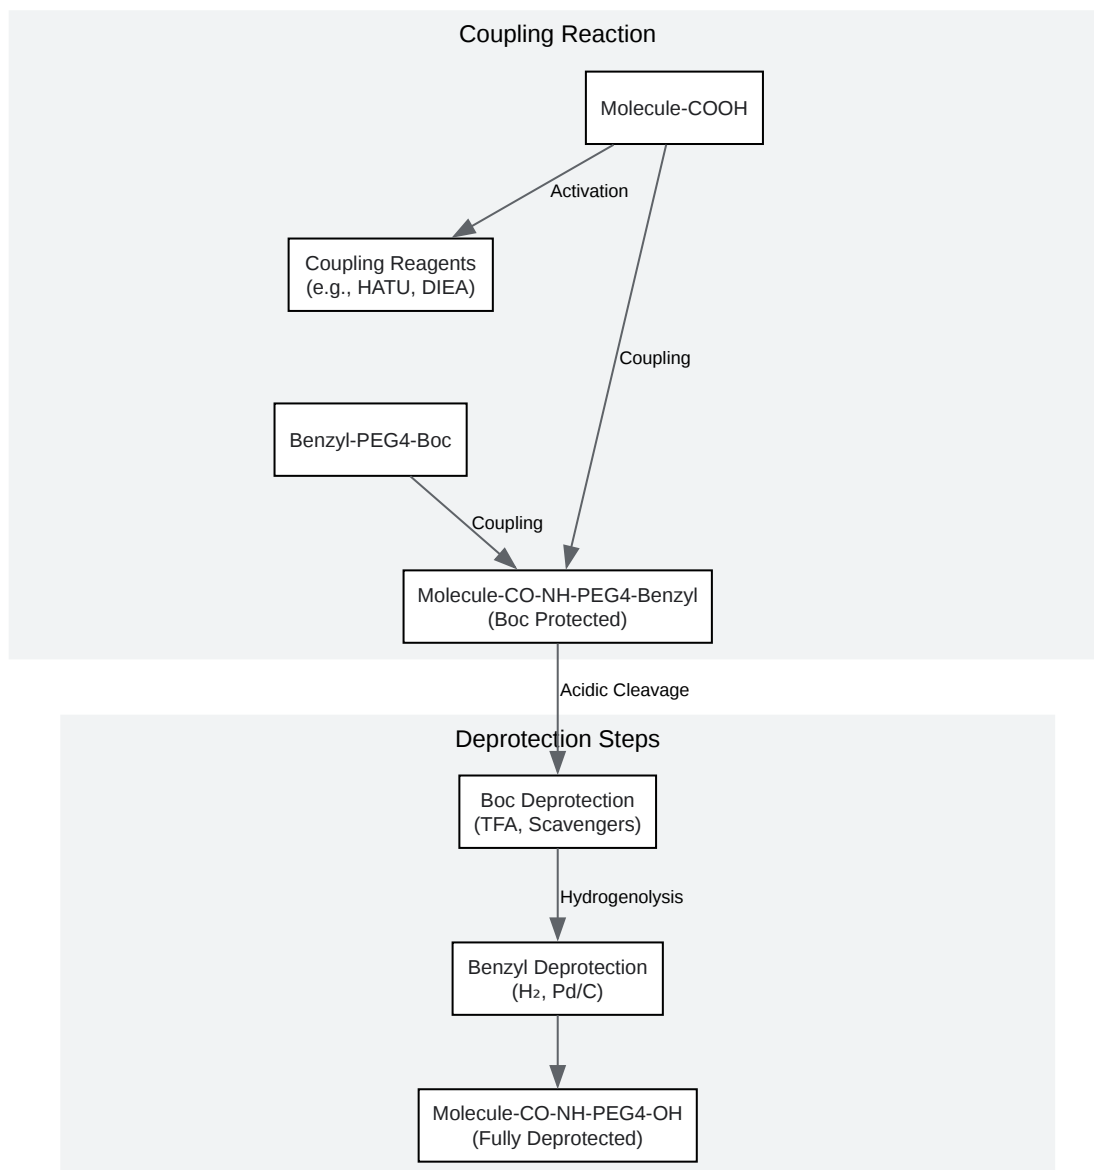 Coupling Reaction
Molecule-COOH
Activation
Coupling Reagents
(e.g., HATU, DIEA)
Coupling
Benzyl-PEG4-Boc
Coupling
Molecule-CO-NH-PEG4-Benzyl
(Boc Protected)
Acidic Cleavage
Deprotection Steps
Boc Deprotection
(TFA, Scavengers)
Hydrogenolysis
Benzyl Deprotection
(H₂, Pd/C)
Molecule-CO-NH-PEG4-OH
(Fully Deprotected)